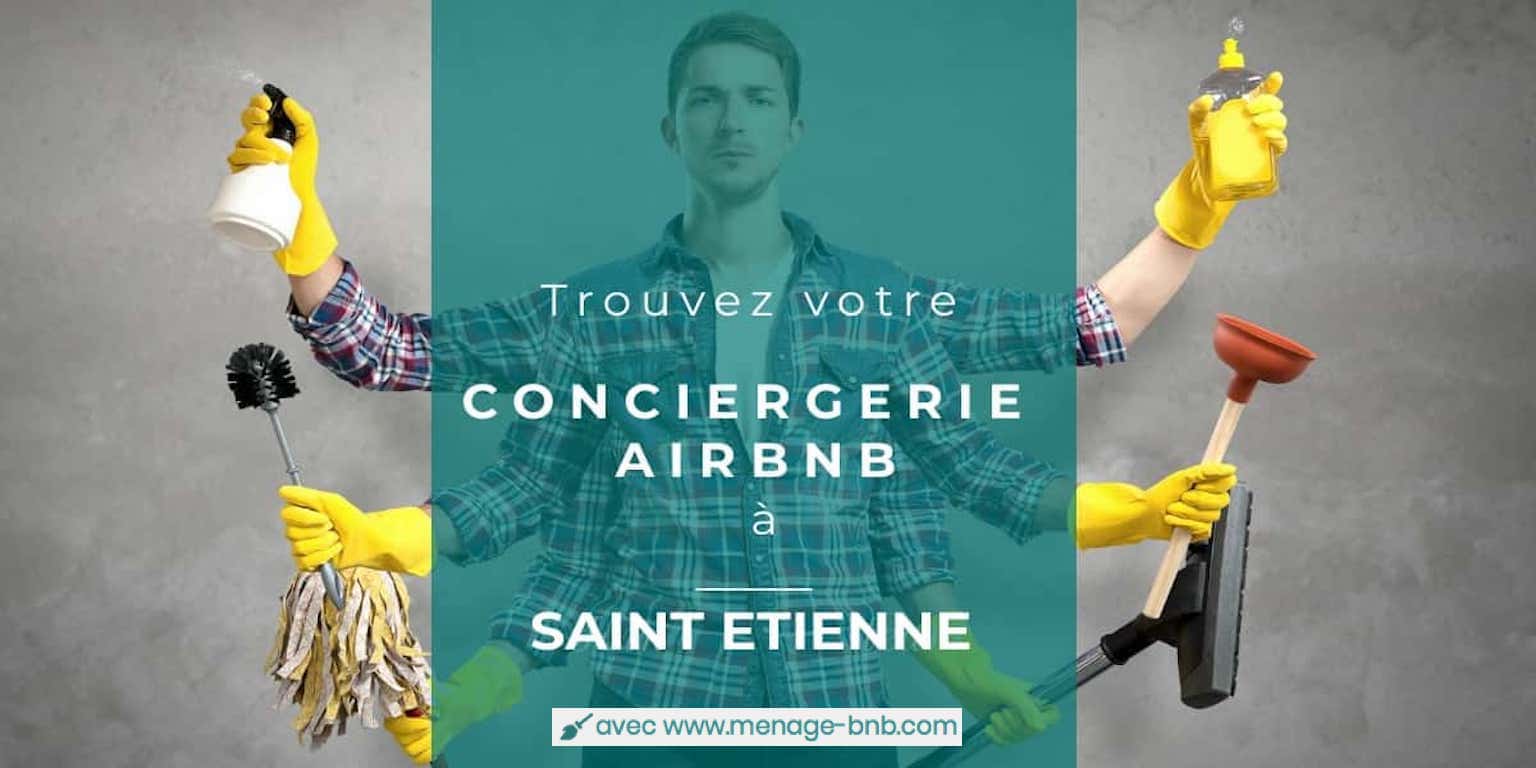 Trouvez votre
CONCIERGERIE
AIRBNB
à
SAINT ETIENNE
avec www.menage-bnb.com